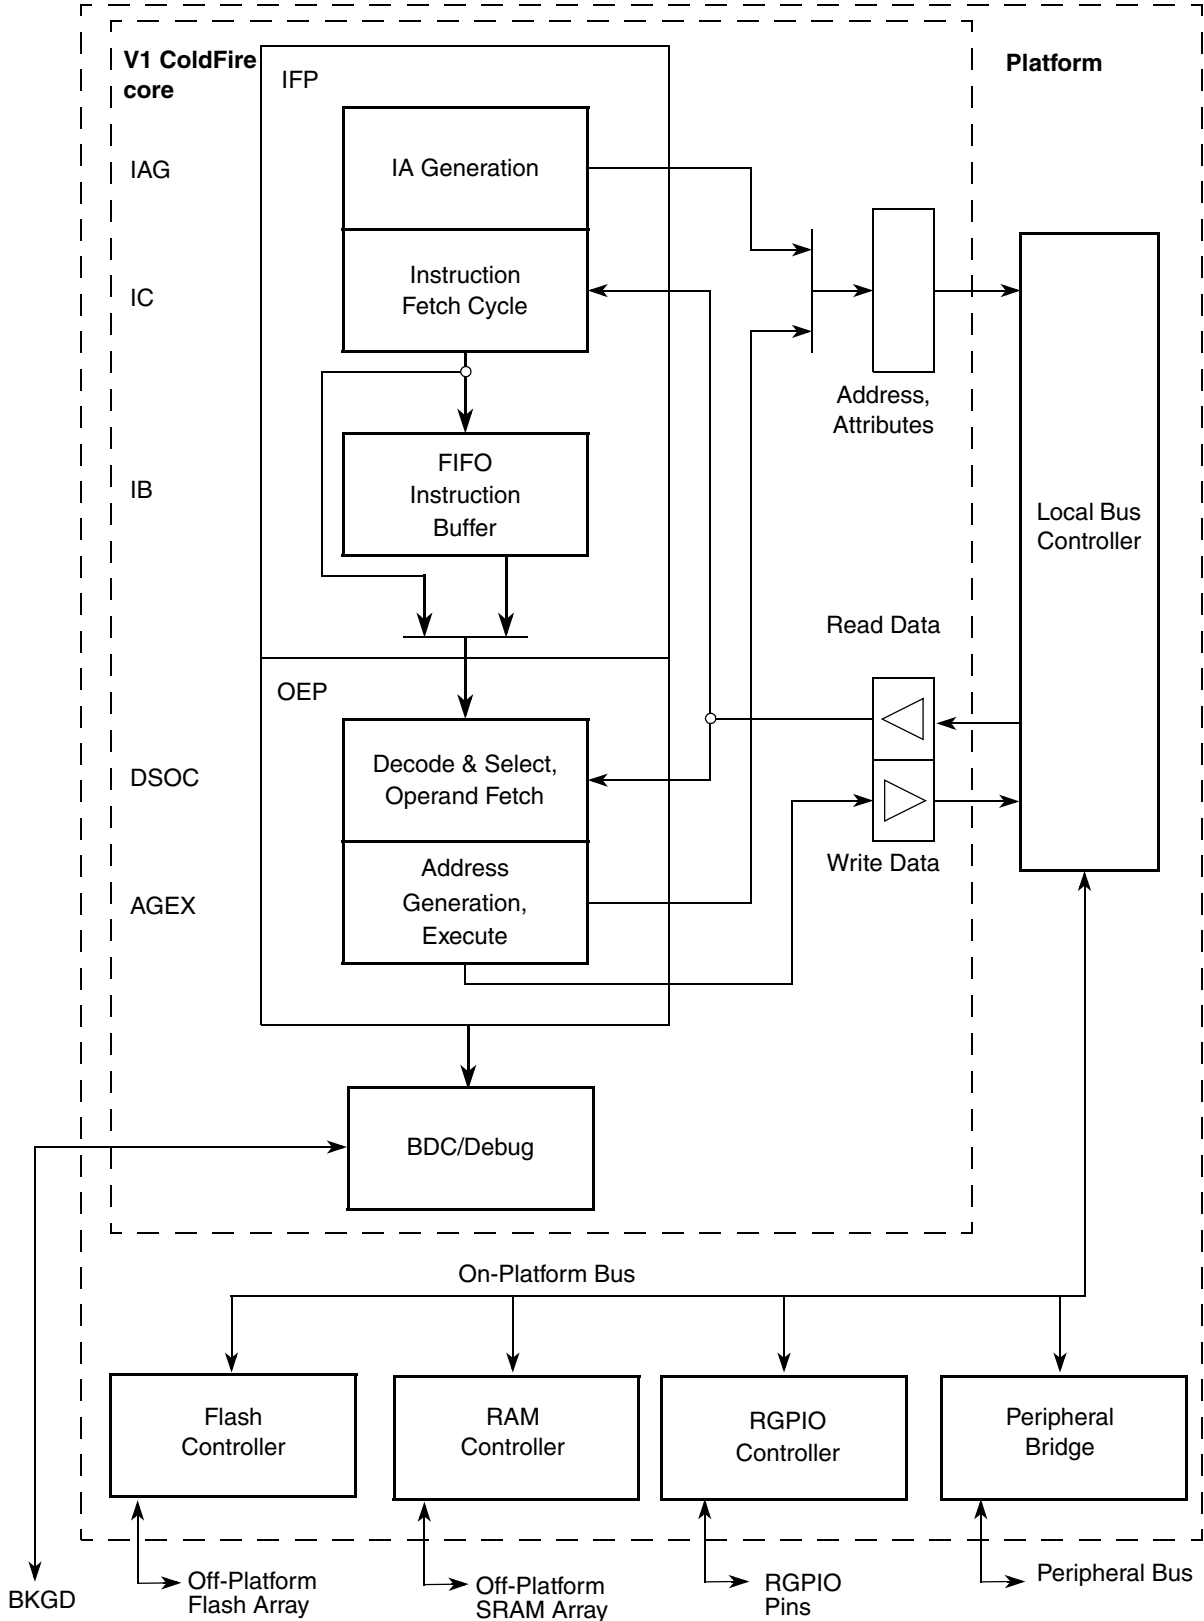 V1 ColdFire
core
IFP
Platform
IAG
IA Generation
IC
Instruction
Fetch Cycle
Address,
Attributes
IB
FIFO
Instruction
Buffer
Local Bus
Controller
Read Data
OEP
DSOC
Decode & Select,
Operand Fetch
Write Data
AGEX
Address
Generation,
Execute
BDC/Debug
On-Platform Bus
Flash
Controller
RAM
Controller
RGPIO
Controller
Peripheral
Bridge
BKGD
Off-Platform
Flash Array
Off-Platform
SRAM Array
RGPIO
Pins
Peripheral Bus